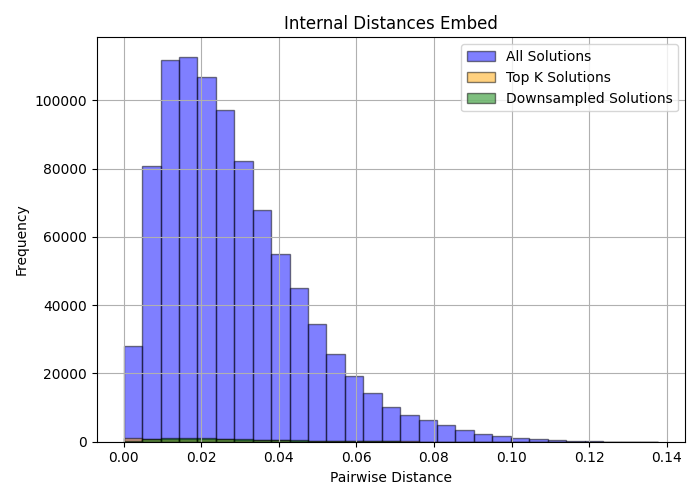 Internal Distances Embed
All Solutions
Top K Solutions
Downsampled Solutions
Frequency
100000
80000
60000
40000
20000
0
0.00 0.02 0.04 0.06 0.08 0.10 0.12 0.14
Pairwise Distance